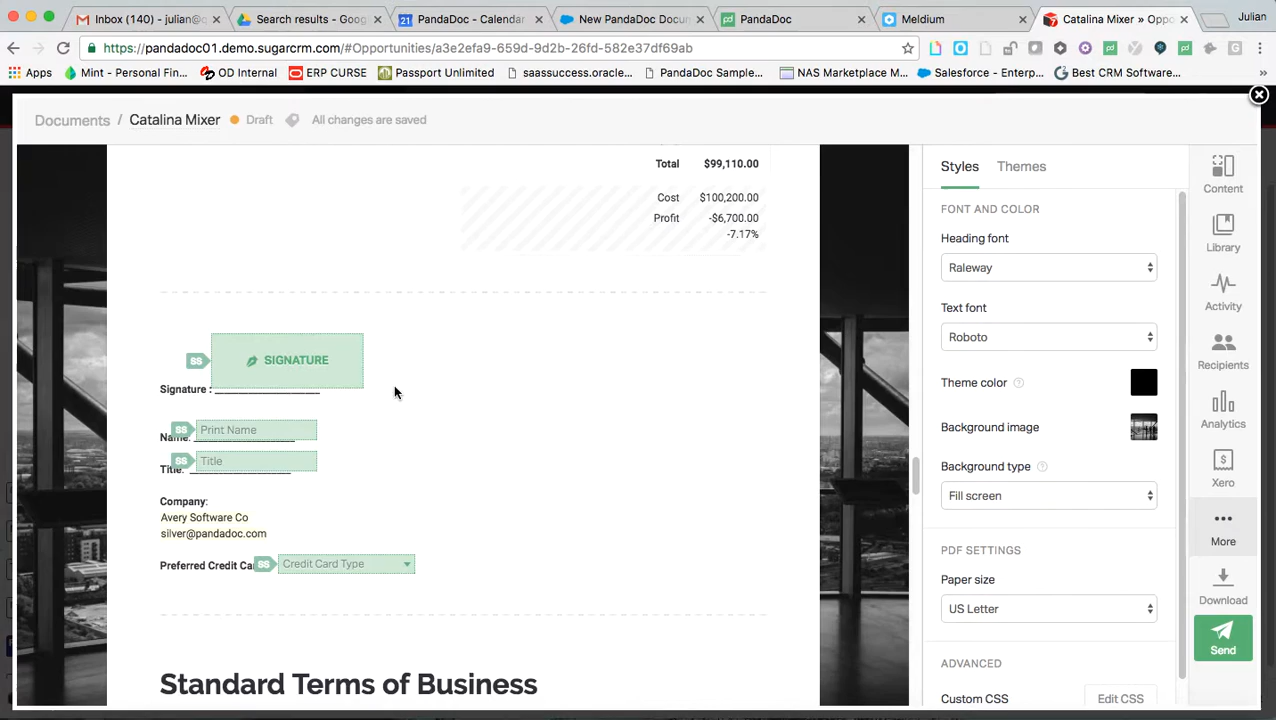 Inbox (140) - julian@
Search results - Goog
21 PandaDoc - Calendar
New PandaDoc Docum
PandaDoc
Meldium
Catalina Mixer » Oppo
Julian
https://pandadoc01.demo.sugarcrm.com/#Opportunities/a3e2efa9-659d-9d2b-26fd-582e37df69ab
Apps
Mint - Personal Fin...
OD Internal
ERP CURSE
Passport Unlimited
saassuccess.oracle...
PandaDoc Sample...
NAS Marketplace M...
Salesforce - Enterp...
Best CRM Software...
Documents / Catalina Mixer Draft All changes are saved
Total $99,110.00
Cost $100,200.00
Profit -$6,700.00
-7.17%
SS SIGNATURE
Signature :
SS Print Name
Name:
SS Title
Title:
Company:
Avery Software Co
silver@pandadoc.com
Preferred Credit Ca SS Credit Card Type
Standard Terms of Business
Styles Themes
FONT AND COLOR
Heading font
Raleway
Text font
Roboto
Theme color
Background image
Background type
Fill screen
PDF SETTINGS
Paper size
US Letter
ADVANCED
Custom CSS Edit CSS
Content
Library
Activity
Recipients
Analytics
Xero
More
Download
Send